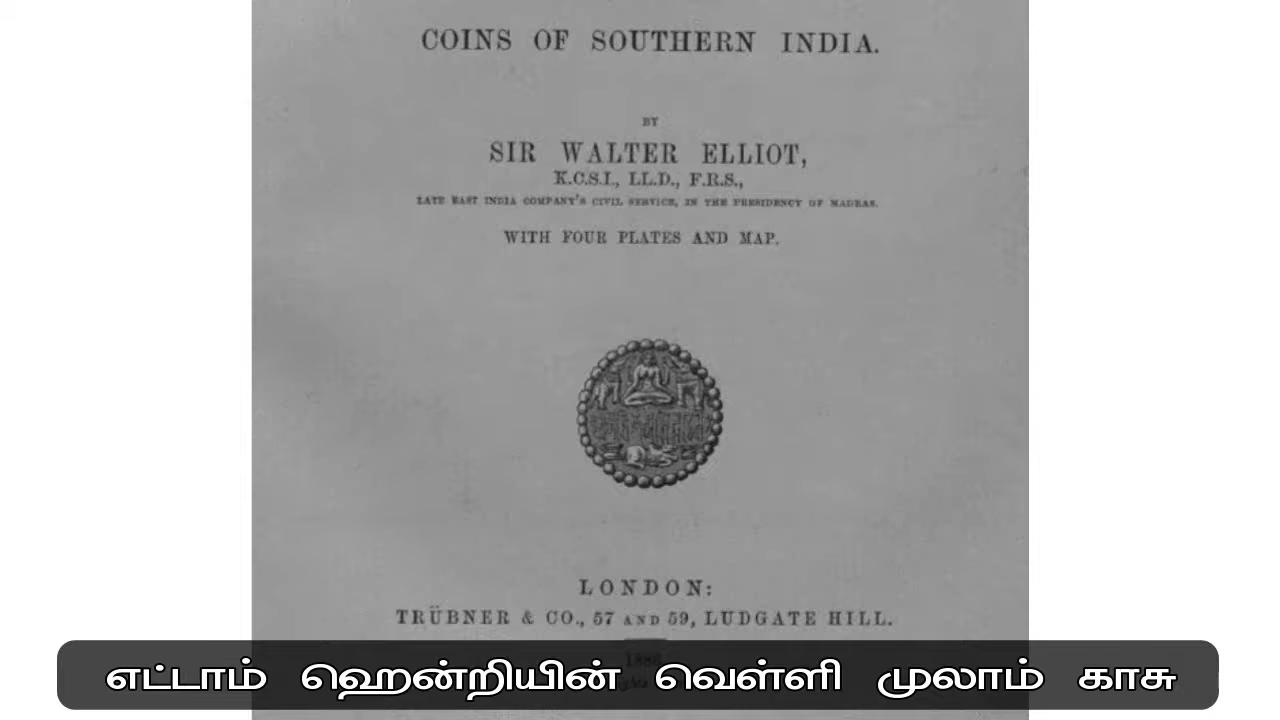 COINS OF SOUTHERN INDIA.
BY
SIR WALTER ELLIOT,
K.C.S.I., LL.D., F.R.S.,
LATE EAST INDIA COMPANY'S CIVIL SERVICE, IN THE PRESIDENCY OF MADRAS.
WITH FOUR PLATES AND MAP.
LONDON:
TRÜBNER & CO., 57 AND 59, LUDGATE HILL.
எட்டாம் ஹென்றியின் வெள்ளி முலாம் காசு